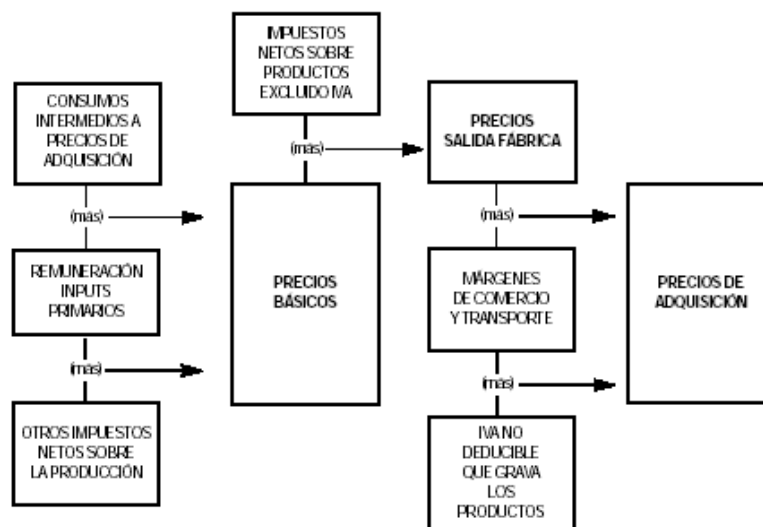 CONSUMOS
INTERMEDIOS A
PRECIOS DE
ADQUISICIÓN
(más)
REMUNERACIÓN
INPUTS
PRIMARIOS
(más)
OTROS IMPUESTOS
NETOS SOBRE
LA PRODUCCIÓN
IMPUESTOS
NETOS SOBRE
PRODUCTOS
EXCLUIDO IVA
(más)
PRECIOS
BÁSICOS
PRECIOS
SALIDA FÁBRICA
(más)
MÁRGENES
DE COMERCIO
Y TRANSPORTE
(más)
IVA NO
DEDUCIBLE
QUE GRAVA
LOS
PRODUCTOS
PRECIOS DE
ADQUISICIÓN